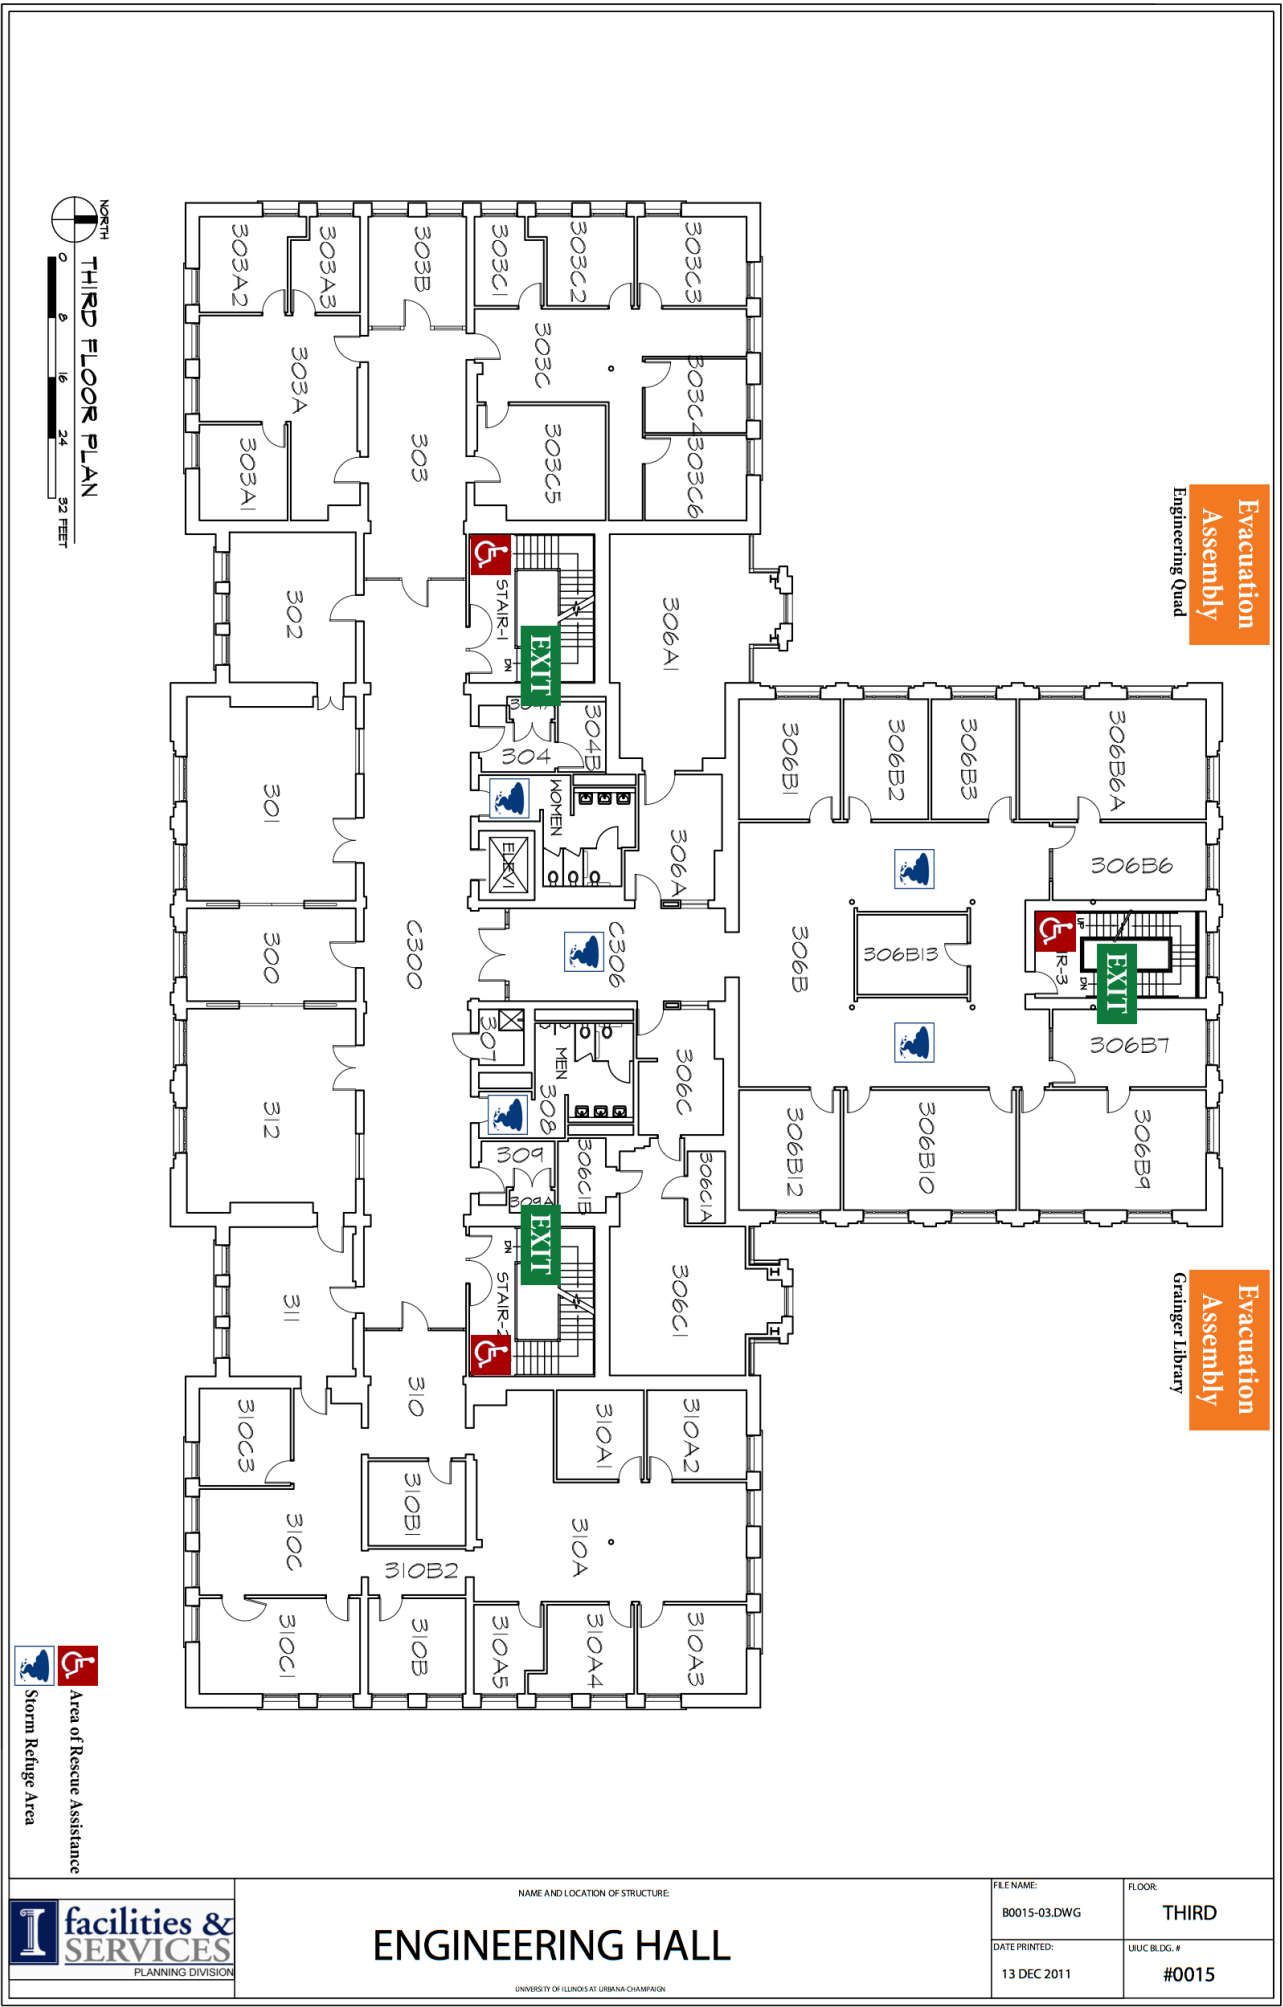 NORTH
THIRD FLOOR PLAN
0 8 16 24 32 FEET
303A2
303A3
303B
303C1
303C2
303C3
303A
303C
303C4
303A1
303
303C5
303C6
Evacuation
Assembly
Engineering Quad
302
STAIR-1
DN
EXIT
306A1
304
304B
301
WOMEN
ELEV1
306A
306B1
306B2
306B3
306B6A
306B6
300
C300
C306
306B
306B13
UP
R-3
DN
EXIT
306B7
312
307
MEN
308
306C
309
309A
306C1B
306C1A
306B12
306B10
306B9
311
EXIT
DN
STAIR-2
306C1
Evacuation
Assembly
Grainger Library
310
310C3
310B1
310A1
310A2
310C
310B2
310A
310C1
310B
310A5
310A4
310A3
Area of Rescue Assistance
Storm Refuge Area
I
facilities &
SERVICES
PLANNING DIVISION
NAME AND LOCATION OF STRUCTURE:
ENGINEERING HALL
UNIVERSITY OF ILLINOIS AT URBANA-CHAMPAIGN
FILE NAME:
B0015-03.DWG
FLOOR:
THIRD
DATE PRINTED:
13 DEC 2011
UIUC BLDG. #
#0015